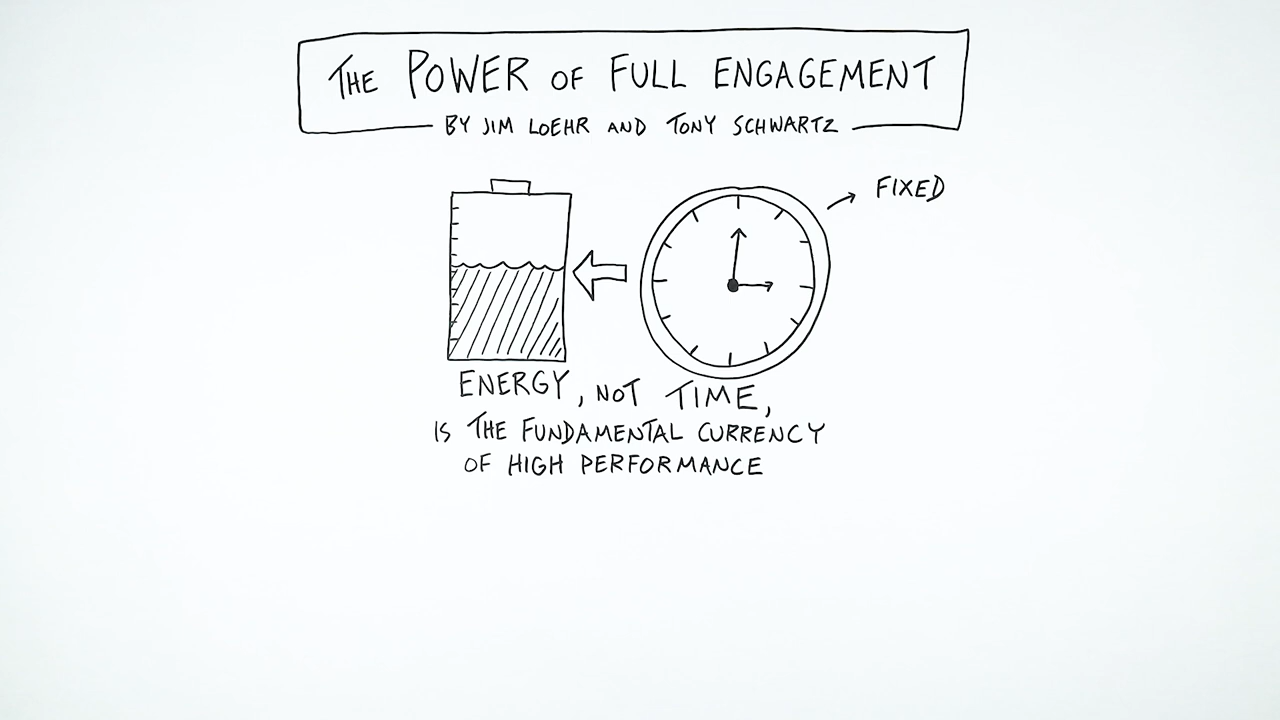 THE POWER OF FULL ENGAGEMENT
BY JIM LOEHR AND TONY SCHWARTZ
FIXED
ENERGY, NOT TIME,
IS THE FUNDAMENTAL CURRENCY
OF HIGH PERFORMANCE